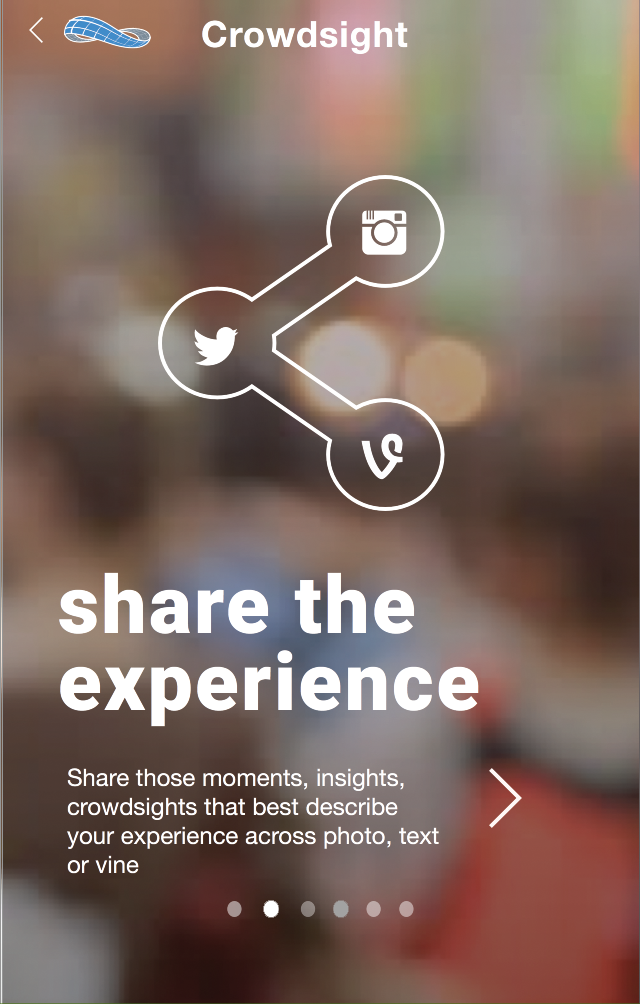 Crowdsight
share the
experience
Share those moments, insights,
crowdsights that best describe
your experience across photo, text
or vine